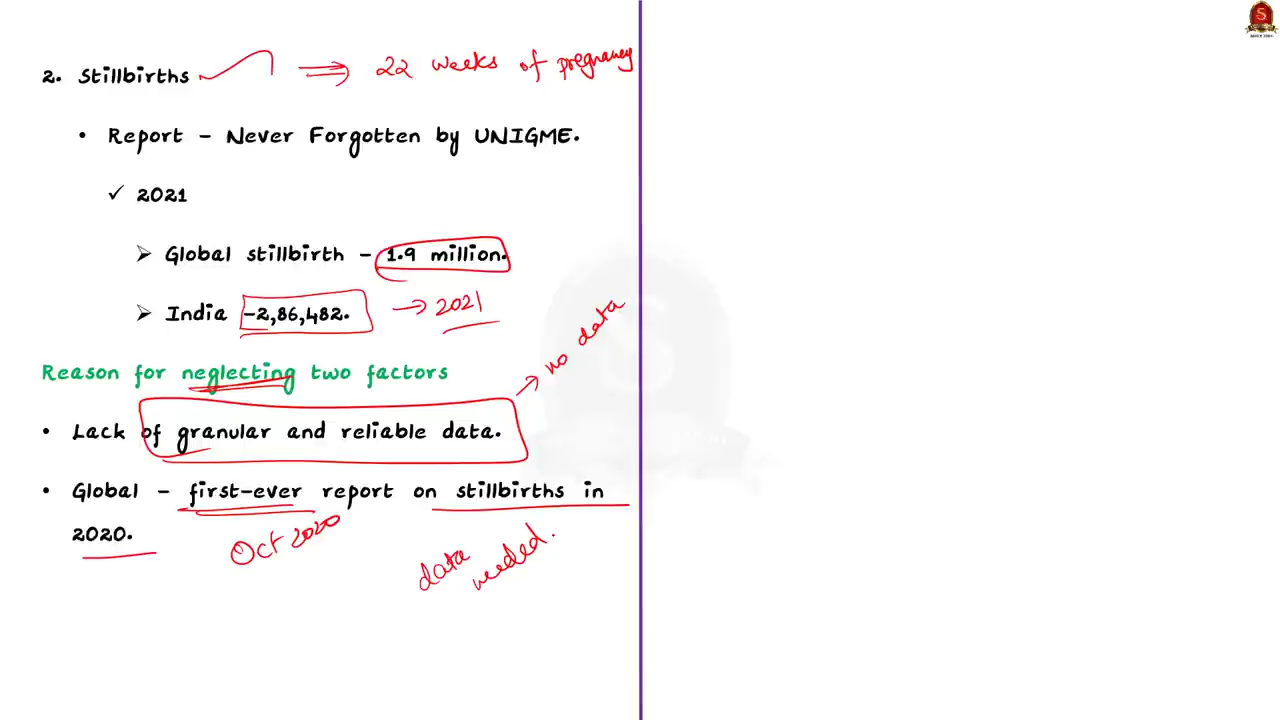 2. Stillbirths ⟹ 22 weeks of pregnancy
• Report - Never Forgotten by UNIGME.
✓ 2021
➢ Global stillbirth - 1.9 million.
➢ India -2,86,482. → 2021
→ no data
Reason for neglecting two factors
• Lack of granular and reliable data.
• Global - first-ever report on stillbirths in
2020.
Oct 2020
data
needed.